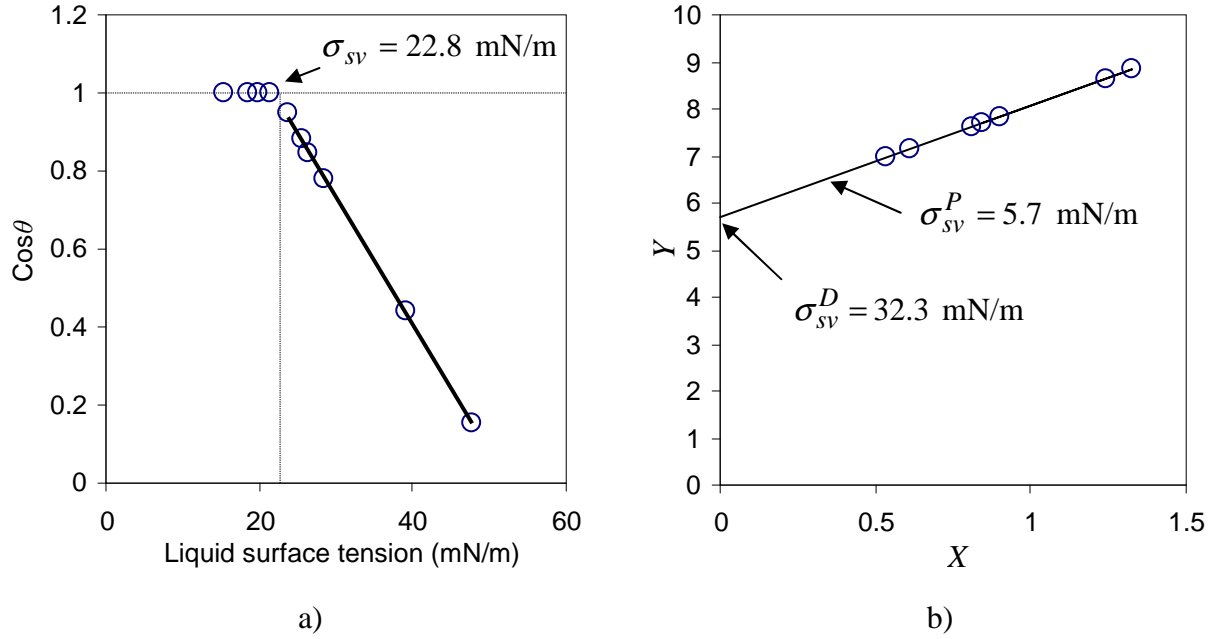 1.2
1
0.8
0.6
0.4
0.2
0
Cosθ
σsv = 22.8 mN/m
0 20 40 60
Liquid surface tension (mN/m)
a)
10
9
8
7
6
5
4
3
2
1
0
Y
σ^P_sv = 5.7 mN/m
σ^D_sv = 32.3 mN/m
0 0.5 1 1.5
X
b)